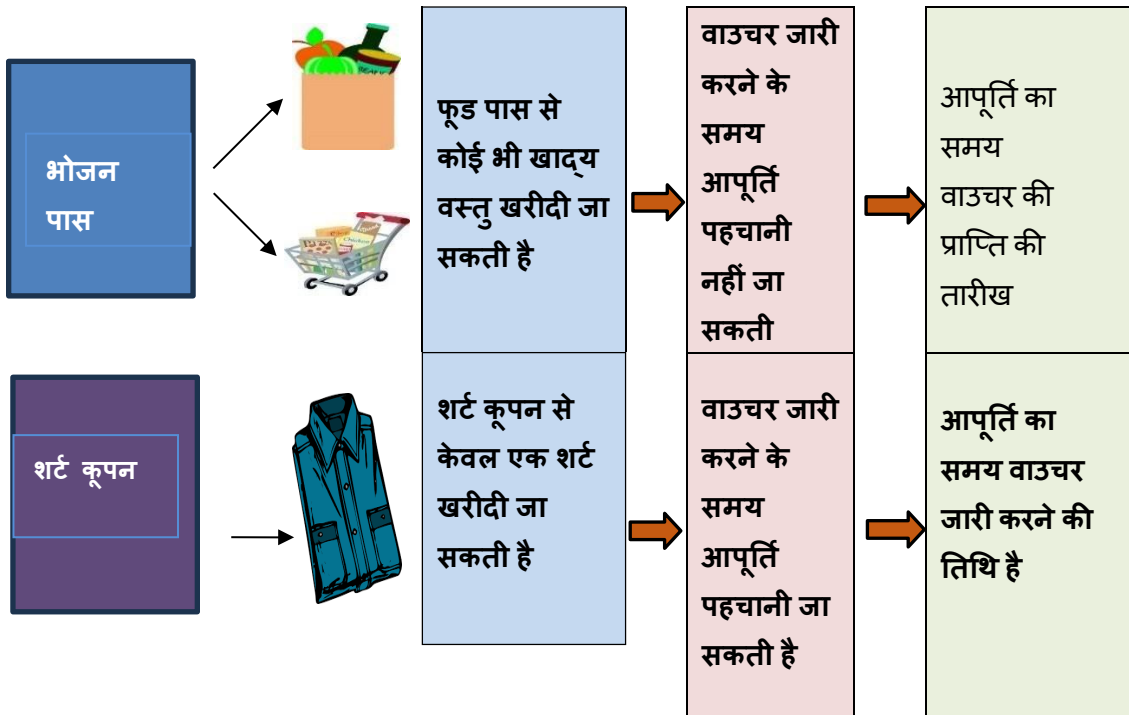 भोजन
पास
फूड पास से
कोई भी खाद्य
वस्तु खरीदी जा
सकती है
वाउचर जारी
करने के
समय
आपूर्ति
पहचानी
नहीं जा
सकती
आपूर्ति का
समय
वाउचर की
प्राप्ति की
तारीख
शर्ट कूपन
शर्ट कूपन से
केवल एक शर्ट
खरीदी जा
सकती है
वाउचर जारी
करने के
समय
आपूर्ति
पहचानी जा
सकती है
आपूर्ति का
समय वाउचर
जारी करने की
तिथि है